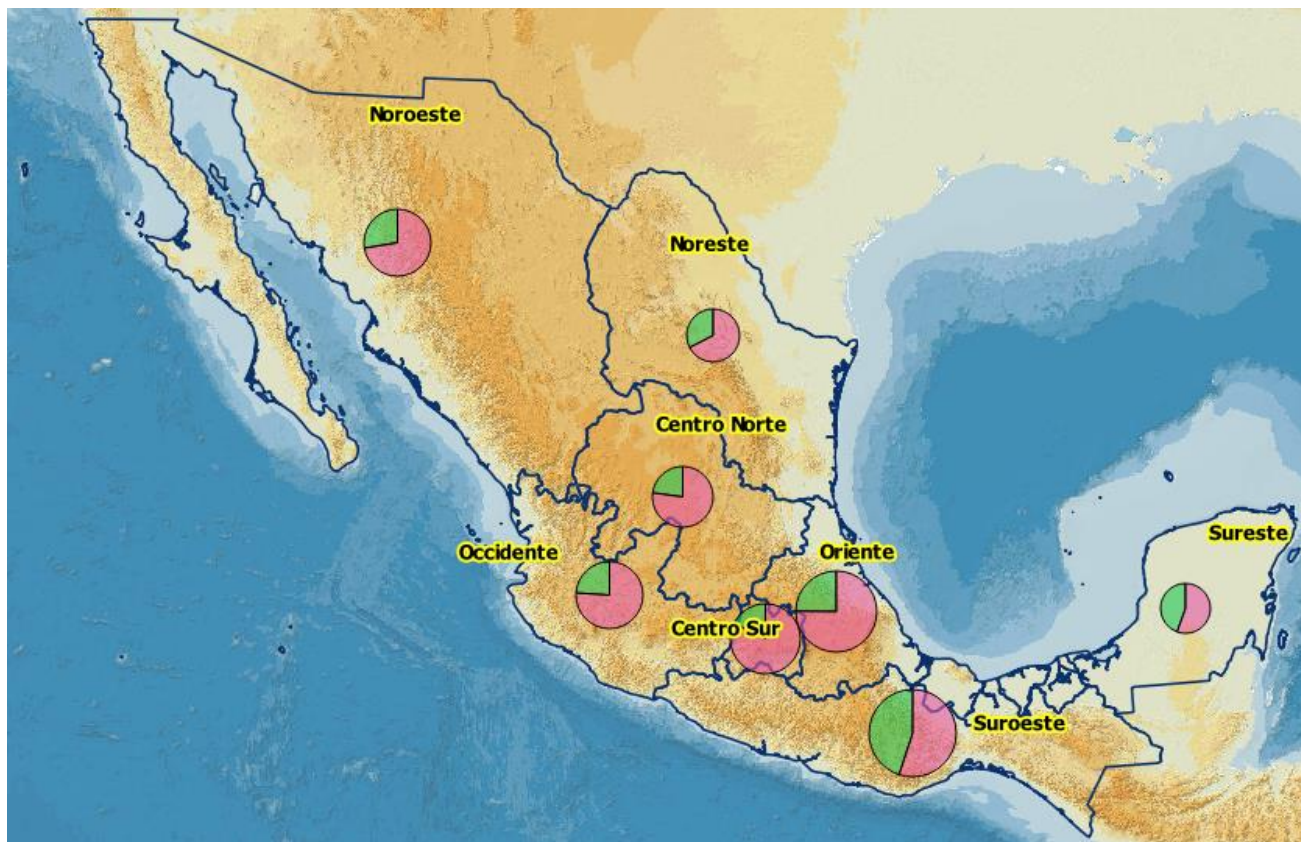 Noroeste
Noreste
Centro Norte
Occidente
Oriente
Sureste
Centro Sur
Suroeste